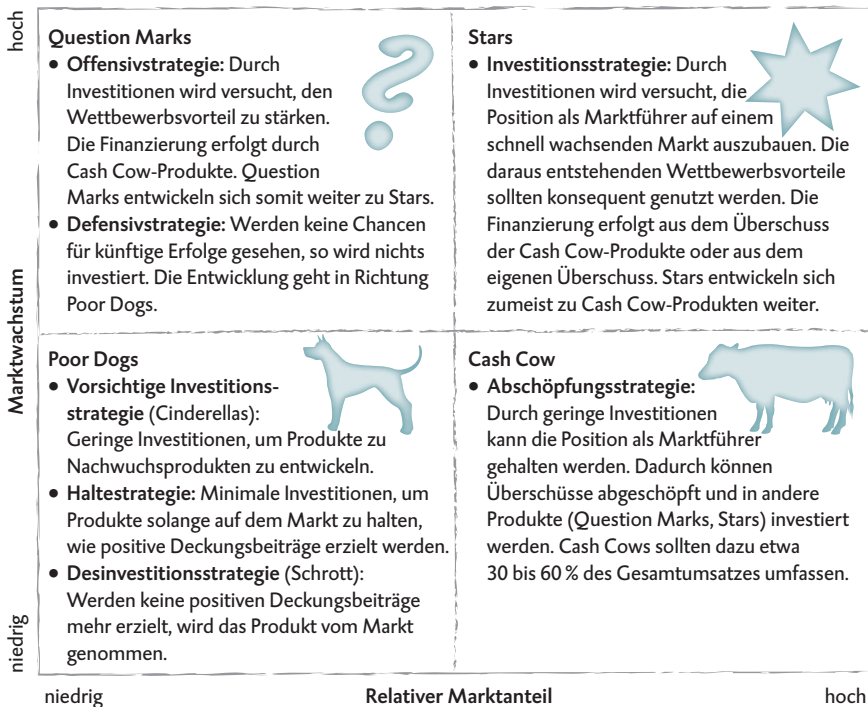 hoch
Question Marks
• Offensivstrategie: Durch
Investitionen wird versucht, den
Wettbewerbsvorteil zu stärken.
Die Finanzierung erfolgt durch
Cash Cow-Produkte. Question
Marks entwickeln sich somit weiter zu Stars.
• Defensivstrategie: Werden keine Chancen
für künftige Erfolge gesehen, so wird nichts
investiert. Die Entwicklung geht in Richtung
Poor Dogs.
Stars
• Investitionsstrategie: Durch
Investitionen wird versucht, die
Position als Marktführer auf einem
schnell wachsenden Markt auszubauen. Die
daraus entstehenden Wettbewerbsvorteile
sollten konsequent genutzt werden. Die
Finanzierung erfolgt aus dem Überschuss
der Cash Cow-Produkte oder aus dem
eigenen Überschuss. Stars entwickeln sich
zumeist zu Cash Cow-Produkten weiter.
Marktwachstum
Poor Dogs
• Vorsichtige Investitions-
strategie (Cinderellas):
Geringe Investitionen, um Produkte zu
Nachwuchsprodukten zu entwickeln.
• Haltestrategie: Minimale Investitionen, um
Produkte solange auf dem Markt zu halten,
wie positive Deckungsbeiträge erzielt werden.
• Desinvestitionsstrategie (Schrott):
Werden keine positiven Deckungsbeiträge
mehr erzielt, wird das Produkt vom Markt
genommen.
Cash Cow
• Abschöpfungsstrategie:
Durch geringe Investitionen
kann die Position als Marktführer
gehalten werden. Dadurch können
Überschüsse abgeschöpft und in andere
Produkte (Question Marks, Stars) investiert
werden. Cash Cows sollten dazu etwa
30 bis 60 % des Gesamtumsatzes umfassen.
niedrig
niedrig Relativer Marktanteil hoch